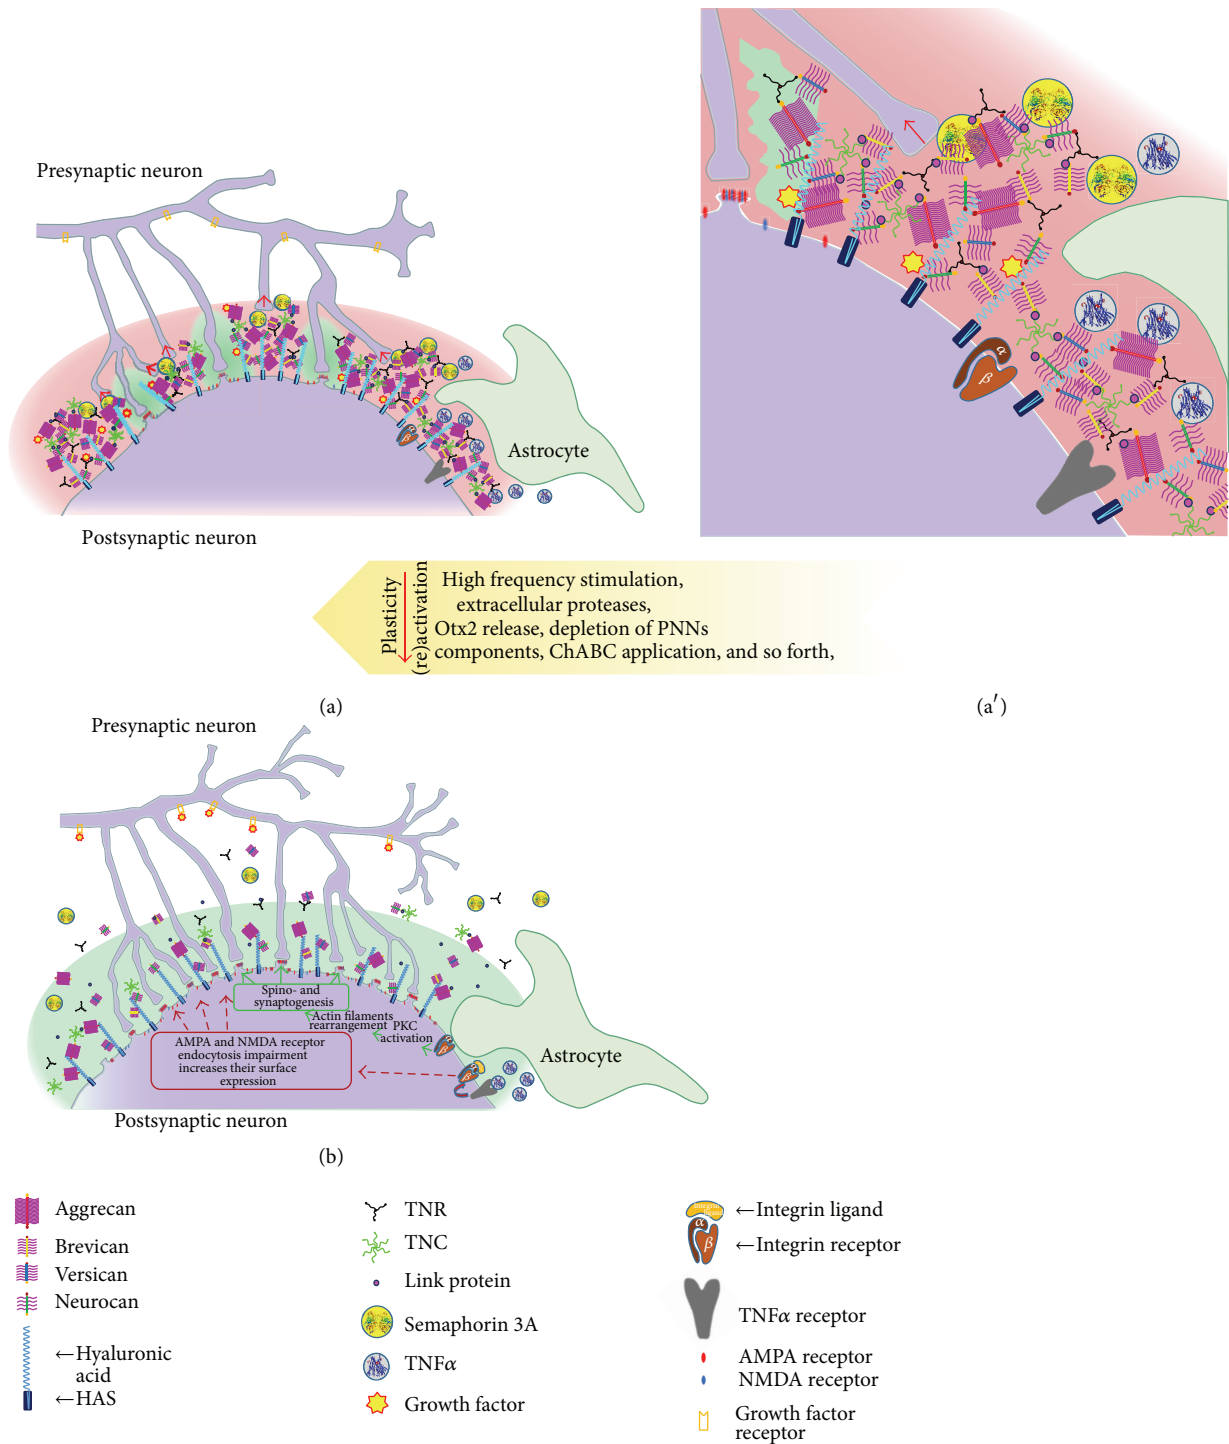 Presynaptic neuron
Astrocyte
Postsynaptic neuron
α
β
Plasticity
(re)activation
High frequency stimulation,
extracellular proteases,
Otx2 release, depletion of PNNs
components, ChABC application, and so forth,
(a)
(a′)
Presynaptic neuron
Spino- and
synaptogenesis
Actin filaments
rearrangement
PKC
activation
AMPA and NMDA receptor
endocytosis impairment
increases their surface
expression
Astrocyte
Postsynaptic neuron
(b)
Aggrecan
Brevican
Versican
Neurocan
←Hyaluronic
acid
←HAS
TNR
TNC
Link protein
Semaphorin 3A
TNFα
Growth factor
Integrin
ligand
α
β
←Integrin ligand
←Integrin receptor
TNFα receptor
AMPA receptor
NMDA receptor
Growth factor
receptor